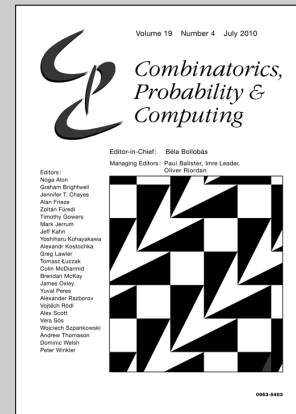 Volume 19 Number 4 July 2010
Combinatorics,
Probability &
Computing
Editor-in-Chief: Béla Bollobás
Managing Editors: Paul Balister, Imre Leader,
Oliver Riordan
Editors:
Noga Alon
Graham Brightwell
Jennifer T. Chayes
Alan Frieze
Zoltán Füredi
Timothy Gowers
Mark Jerrum
Jeff Kahn
Yoshiharu Kohayakawa
Alexandr Kostochka
Greg Lawler
Tomasz Łuczak
Colin McDiarmid
Brendan McKay
James Oxley
Yuval Peres
Alexander Razborov
Vojtěch Rödl
Alex Scott
Vera Sós
Wojciech Szpankowski
Andrew Thomason
Dominic Welsh
Peter Winkler
0963-5483